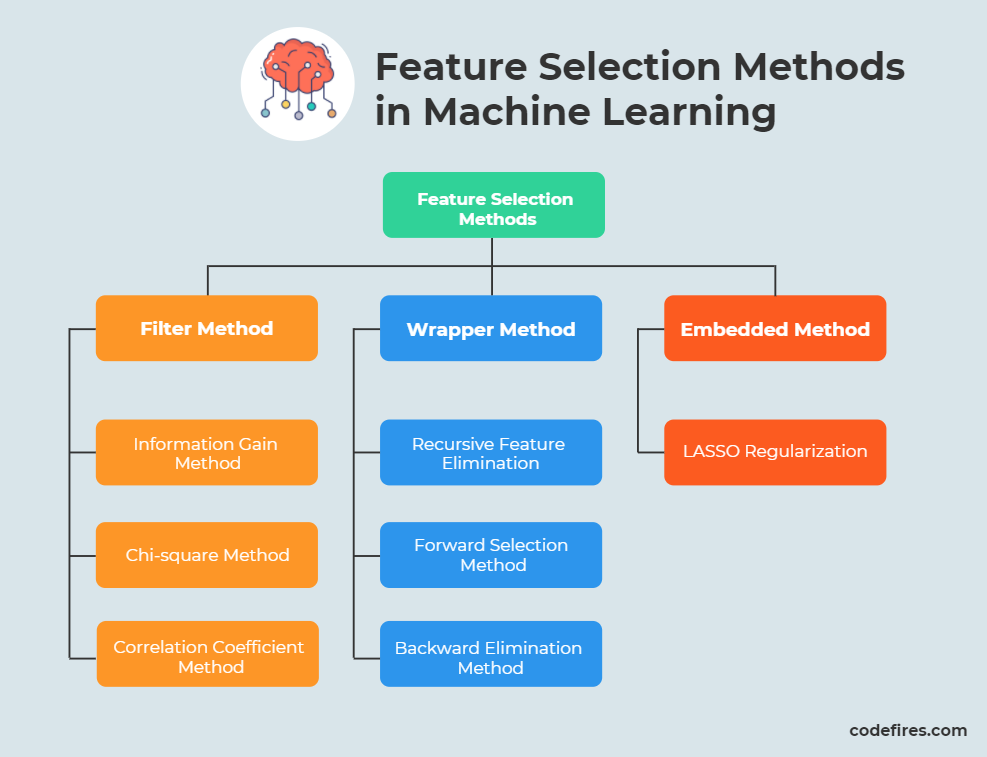 Feature Selection Methods
in Machine Learning
Feature Selection
Methods
Filter Method
Wrapper Method
Embedded Method
Information Gain
Method
Recursive Feature
Elimination
LASSO Regularization
Chi-square Method
Forward Selection
Method
Correlation Coefficient
Method
Backward Elimination
Method
codefires.com